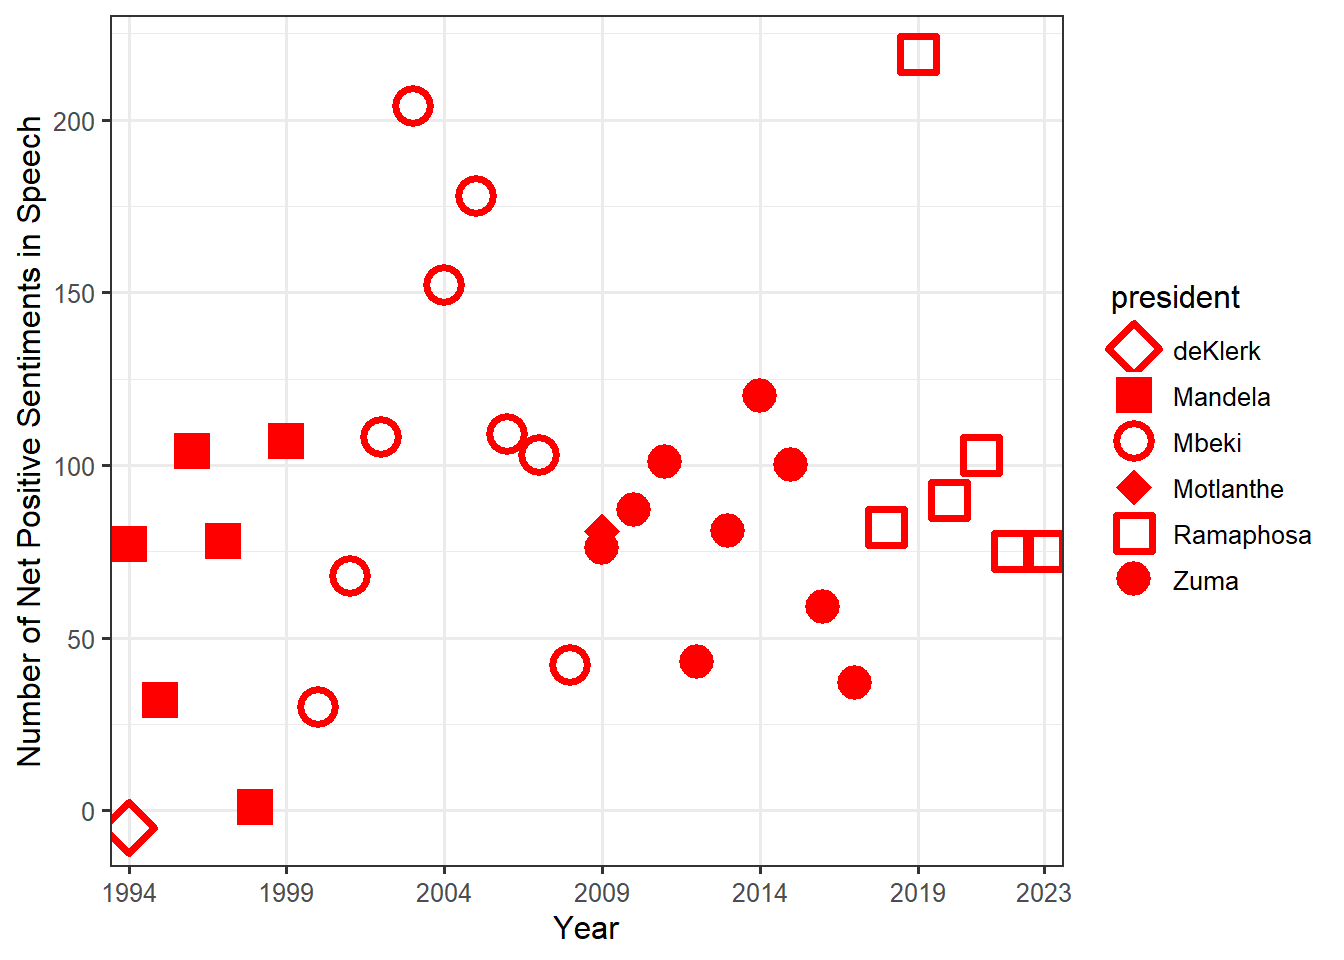 Number of Net Positive Sentiments in Speech
200
150
100
50
0
1994 1999 2004 2009 2014 2019 2023
Year
president
deKlerk
Mandela
Mbeki
Motlanthe
Ramaphosa
Zuma